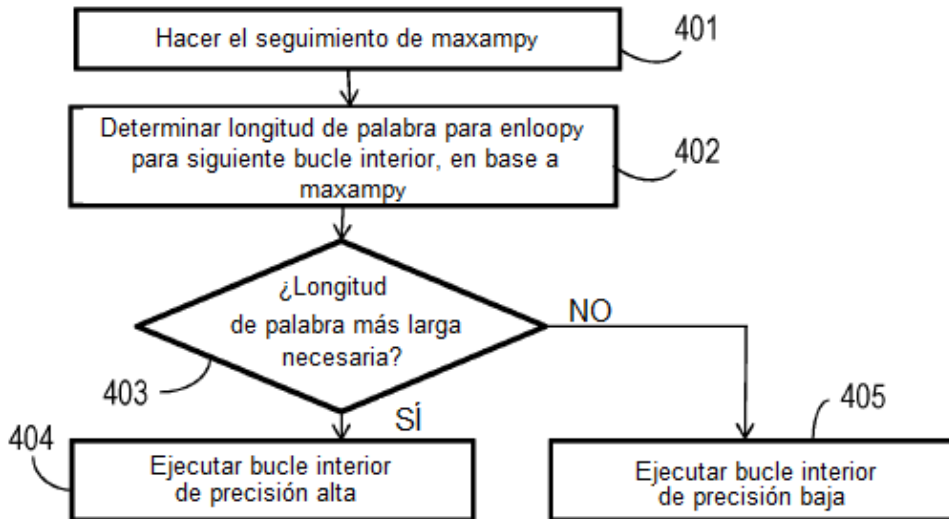 Hacer el seguimiento de maxampy
401
Determinar longitud de palabra para enloopy
para siguiente bucle interior, en base a
maxampy
402
¿Longitud
de palabra más larga
necesaria?
NO
403
SÍ
405
404
Ejecutar bucle interior
de precisión alta
Ejecutar bucle interior
de precisión baja